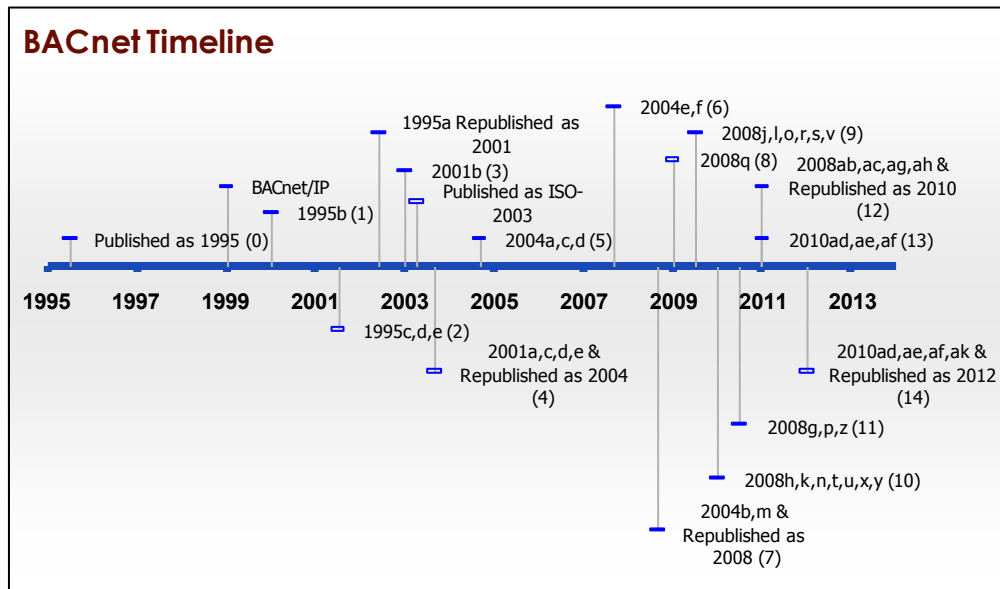 BACnet Timeline
2004e,f (6)
1995a Republished as
2001
2008j,l,o,r,s,v (9)
2001b (3)
2008q (8)
2008ab,ac,ag,ah &
Republished as 2010
(12)
BACnet/IP
Published as ISO-
2003
1995b (1)
Published as 1995 (0)
2004a,c,d (5)
2010ad,ae,af (13)
1995
1997
1999
2001
2003
2005
2007
2009
2011
2013
1995c,d,e (2)
2001a,c,d,e &
Republished as 2004
(4)
2010ad,ae,af,ak &
Republished as 2012
(14)
2008g,p,z (11)
2008h,k,n,t,u,x,y (10)
2004b,m &
Republished as
2008 (7)